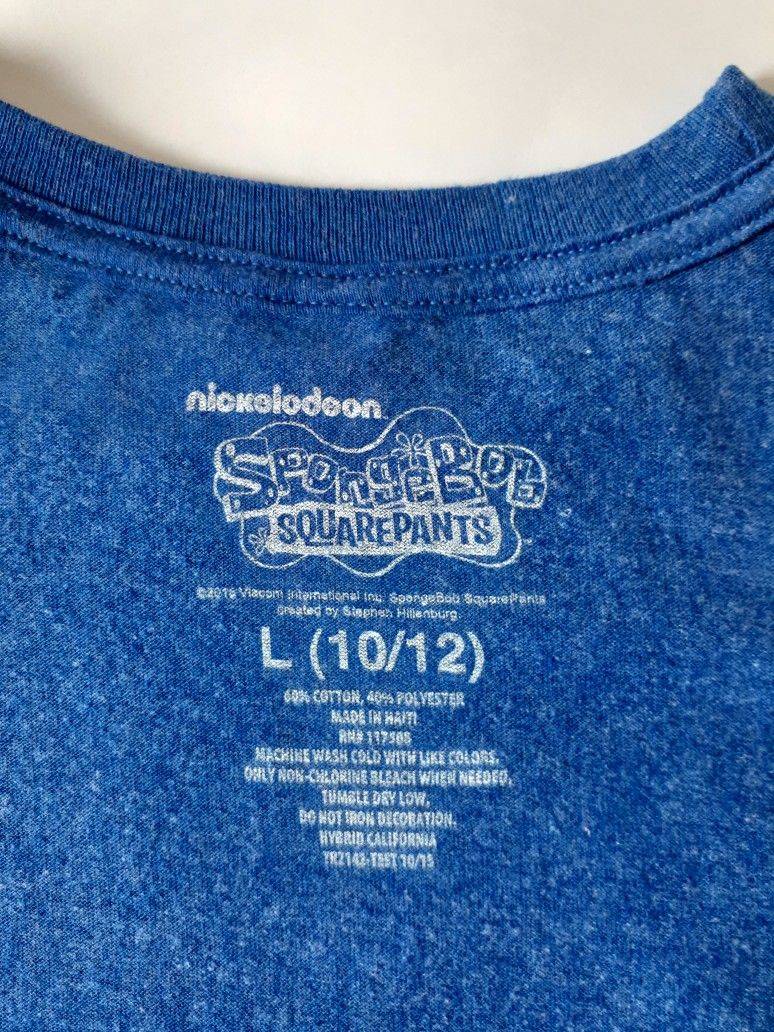 nickelodeon
SPONGEBOB
SQUAREPANTS
Viacom International Inc. SpongeBob SquarePants
created by Stephen Hillenburg.
L (10/12)
60% COTTON, 40% POLYESTER
MADE IN HAITI
RN#
MACHINE WASH COLD WITH LIKE COLORS.
ONLY NON-CHLORINE BLEACH WHEN NEEDED.
TUMBLE DRY LOW.
DO NOT IRON DECORATION.
HYBRID CALIFORNIA